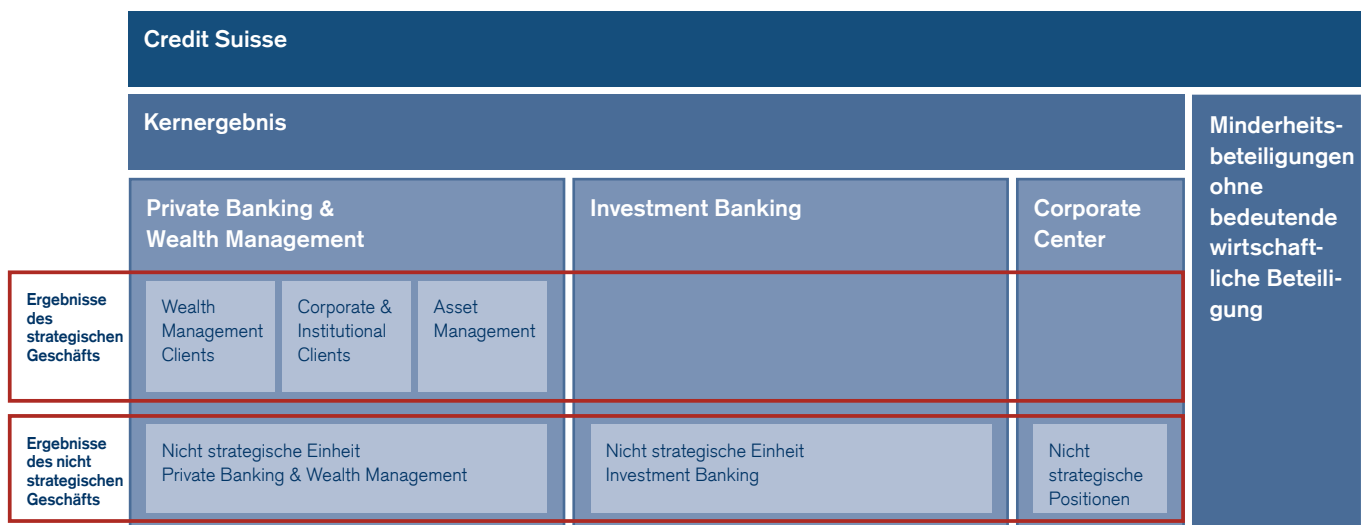 Credit Suisse
Kernergebnis
Minderheits-
beteiligungen
ohne
bedeutende
wirtschaft-
liche Beteili-
gung
Private Banking &
Wealth Management
Investment Banking
Corporate
Center
Ergebnisse
des
strategischen
Geschäfts
Wealth
Management
Clients
Corporate &
Institutional
Clients
Asset
Management
Ergebnisse
des nicht
strategischen
Geschäfts
Nicht strategische Einheit
Private Banking & Wealth Management
Nicht strategische Einheit
Investment Banking
Nicht
strategische
Positionen